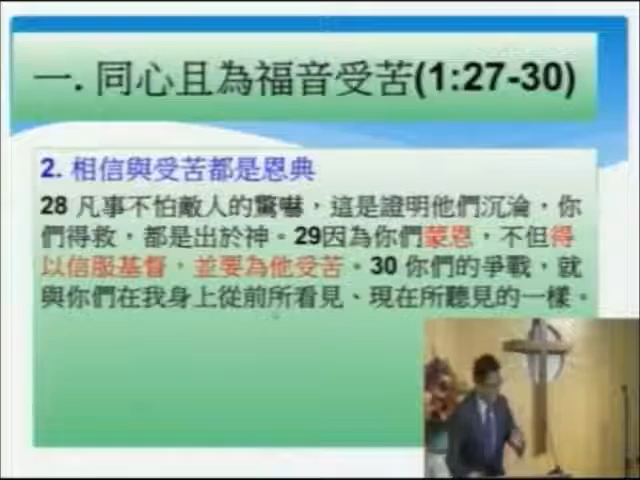 一. 同心且為福音受苦(1:27-30)
2. 相信與受苦都是恩典
28 凡事不怕敵人的驚嚇，這是證明他們沉淪，你
們得救，都是出於神。29因為你們蒙恩，不但得
以信服基督，並要為他受苦。30 你們的爭戰，就
與你們在我身上從前所看見、現在所聽見的一樣。